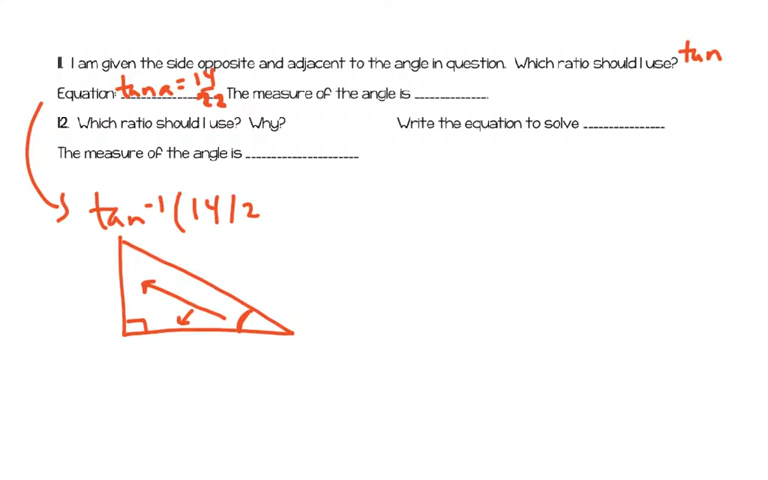 11. I am given the side opposite and adjacent to the angle in question. Which ratio should I use? tan
Equation: tan a = 14/22 The measure of the angle is
12. Which ratio should I use? Why? Write the equation to solve
The measure of the angle is
tan⁻¹(14/2